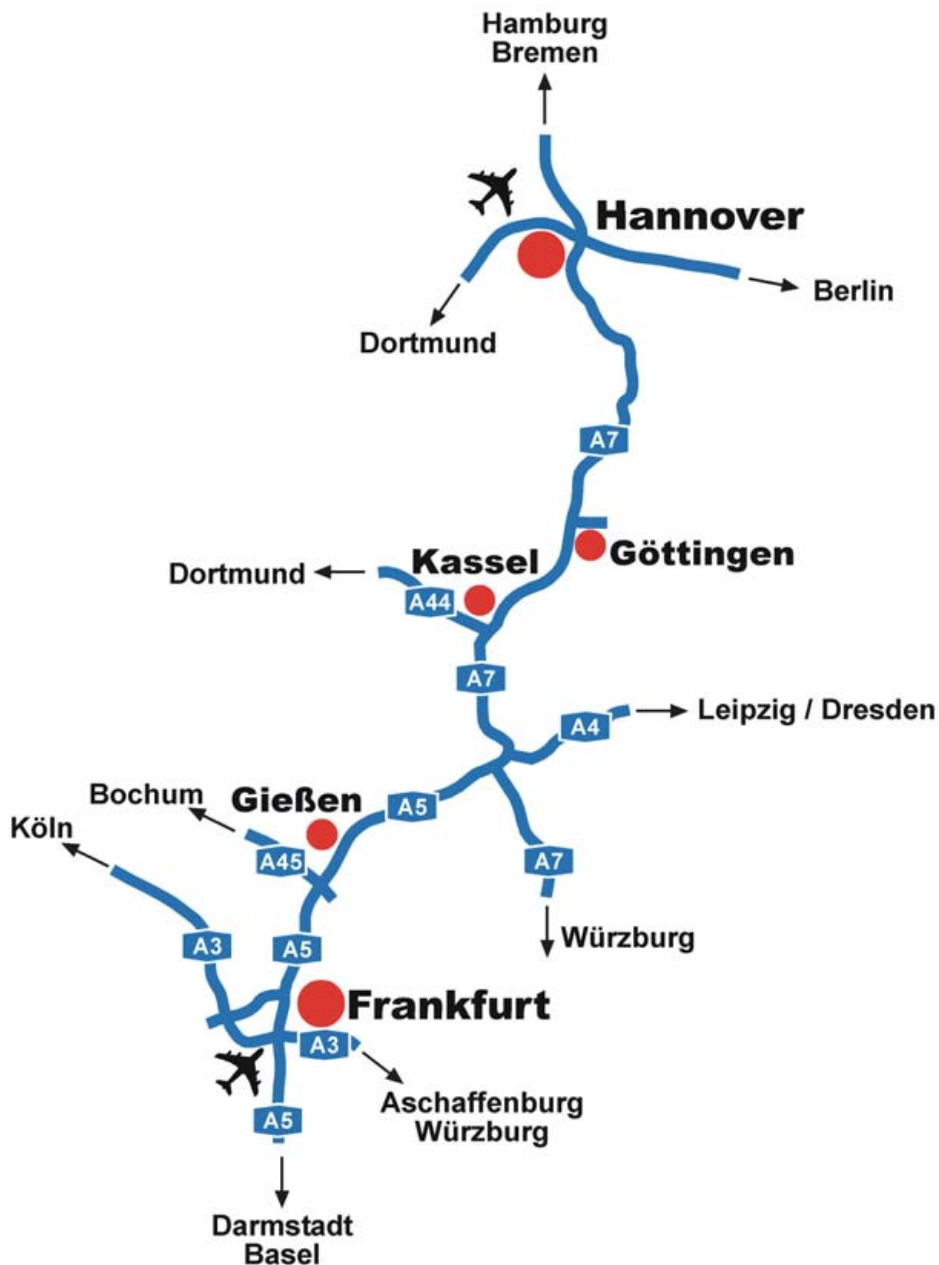 Hamburg
Bremen
Hannover
Berlin
Dortmund
A7
Göttingen
Kassel
Dortmund
A44
A7
Leipzig / Dresden
A4
Bochum
Gießen
A5
Köln
A45
A7
Würzburg
A3
A5
Frankfurt
A3
Aschaffenburg
Würzburg
A5
Darmstadt
Basel